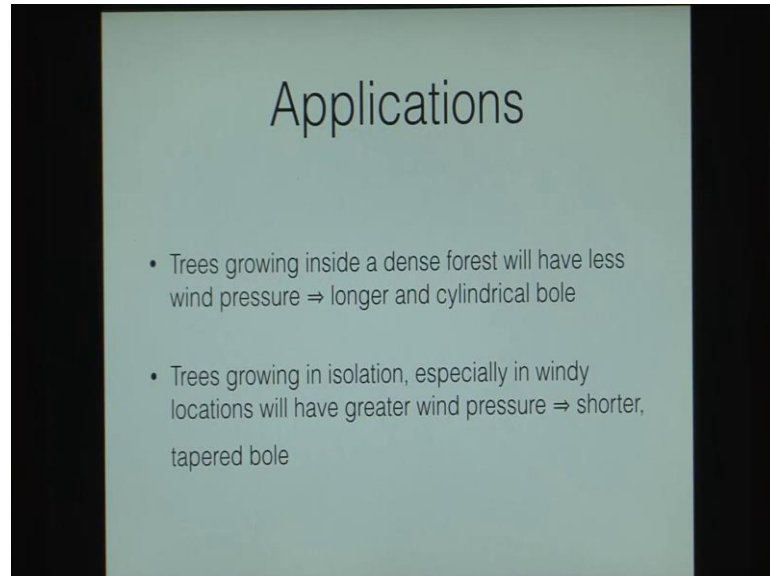 Applications
• Trees growing inside a dense forest will have less
wind pressure ⇒ longer and cylindrical bole
• Trees growing in isolation, especially in windy
locations will have greater wind pressure ⇒ shorter,
tapered bole